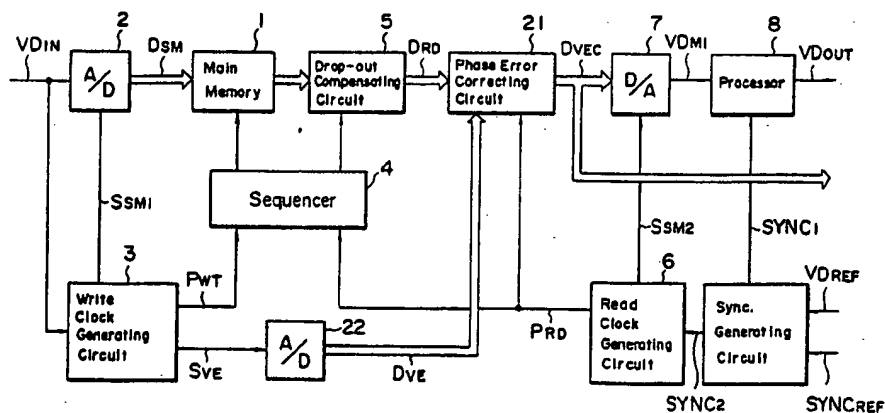 2
1
5
21
7
8
VDIN
DSM
DRD
DVEC
VDMI
VDOUT
A/D
Main
Memory
Drop-out
Compensating
Circuit
Phase Error
Correcting
Circuit
D/A
Processor
4
Sequencer
SSM1
SSM2
SYNC1
3
PWT
6
VDREF
Write
Clock
Generating
Circuit
22
A/D
PRD
Read
Clock
Generating
Circuit
Sync.
Generating
Circuit
SVE
DVE
SYNC2
SYNCREF